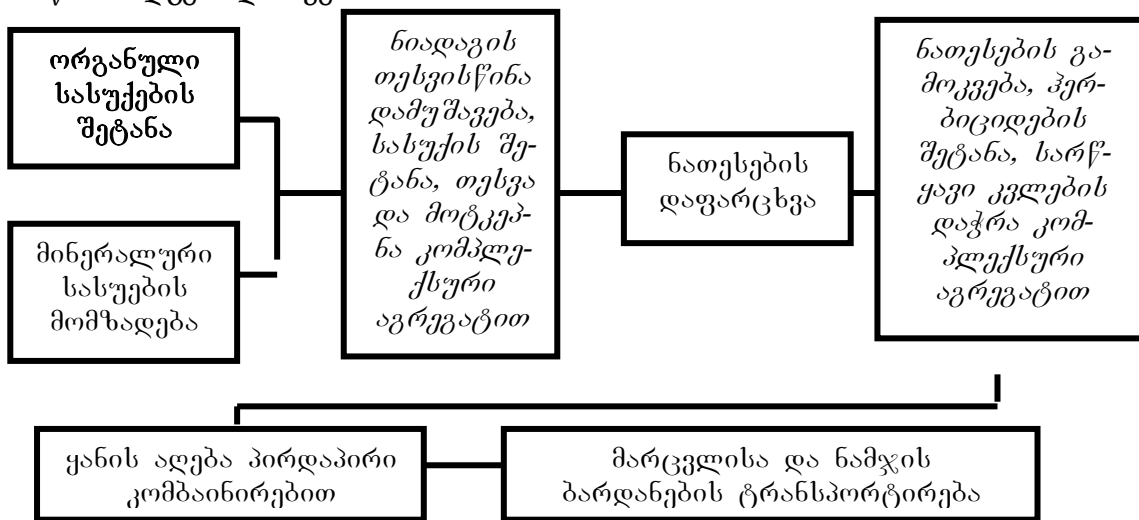 ორგანული
სასუქების
შეტანა
მინერალური
სასუების
მომზადება
ნიადაგის
თესვისწინა
დამუშავება,
სასუქის შე-
ტანა, თესვა
და მოტკეპ-
ნა კომპლე-
ქსური
აგრეგატით
ნათესების
დაფარცხვა
ნათესების გა-
მოკვება, ჰერ-
ბიციდების
შეტანა, სარწ-
ყავი კვლების
დაჭრა კომ-
პლექსური
აგრეგატით
ყანის აღება პირდაპირი
კომბაინირებით
მარცვლისა და ნამჯის
ბარდანების ტრანსპორტირება